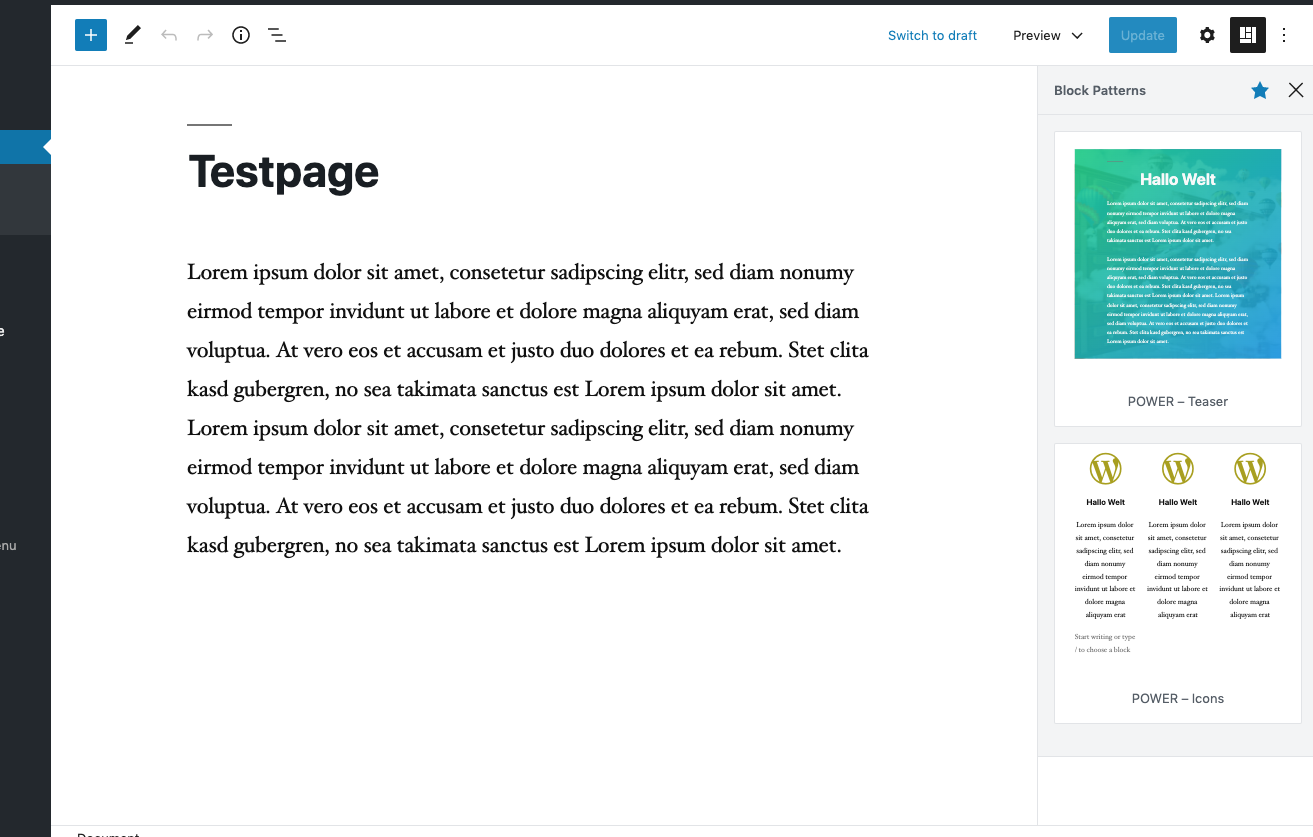 Switch to draft
Preview
Update
Block Patterns
Testpage
Lorem ipsum dolor sit amet, consetetur sadipscing elitr, sed diam nonumy
eirmod tempor invidunt ut labore et dolore magna aliquyam erat, sed diam
voluptua. At vero eos et accusam et justo duo dolores et ea rebum. Stet clita
kasd gubergren, no sea takimata sanctus est Lorem ipsum dolor sit amet.
Lorem ipsum dolor sit amet, consetetur sadipscing elitr, sed diam nonumy
eirmod tempor invidunt ut labore et dolore magna aliquyam erat, sed diam
voluptua. At vero eos et accusam et justo duo dolores et ea rebum. Stet clita
kasd gubergren, no sea takimata sanctus est Lorem ipsum dolor sit amet.
Hallo Welt
Lorem ipsum dolor sit amet, consetetur sadipscing elitr, sed diam
nonumy eirmod tempor invidunt ut labore et dolore magna
aliquyam erat, sed diam voluptua. At vero eos et accusam et justo
duo dolores et ea rebum. Stet clita kasd gubergren, no sea
takimata sanctus est Lorem ipsum dolor sit amet.
Lorem ipsum dolor sit amet, consetetur sadipscing elitr, sed diam
nonumy eirmod tempor invidunt ut labore et dolore magna
aliquyam erat, sed diam voluptua. At vero eos et accusam et justo
duo dolores et ea rebum. Stet clita kasd gubergren, no sea
takimata sanctus est Lorem ipsum dolor sit amet. Lorem ipsum
dolor sit amet, consetetur sadipscing elitr, sed diam nonumy
eirmod tempor invidunt ut labore et dolore magna aliquyam erat,
sed diam voluptua. At vero eos et accusam et justo duo dolores et
ea rebum. Stet clita kasd gubergren, no sea takimata sanctus est
Lorem ipsum dolor sit amet.
POWER – Teaser
Hallo Welt
Lorem ipsum dolor
sit amet, consetetur
sadipscing elitr, sed
diam nonumy
eirmod tempor
invidunt ut labore et
dolore magna
aliquyam erat
Start writing or type
/ to choose a block
Hallo Welt
Lorem ipsum dolor
sit amet, consetetur
sadipscing elitr, sed
diam nonumy
eirmod tempor
invidunt ut labore et
dolore magna
aliquyam erat
Hallo Welt
Lorem ipsum dolor
sit amet, consetetur
sadipscing elitr, sed
diam nonumy
eirmod tempor
invidunt ut labore et
dolore magna
aliquyam erat
POWER – Icons
e
enu
Document